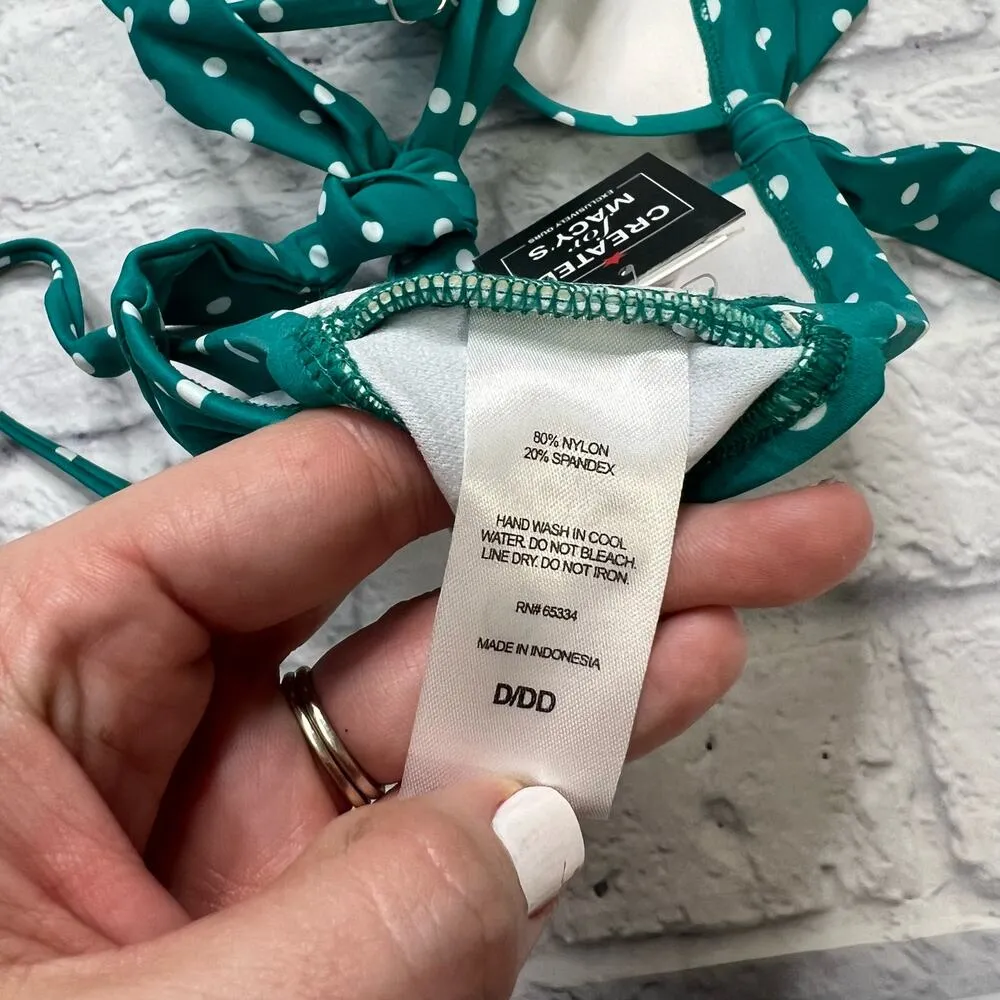 CREATED
for
MACY'S
EXCLUSIVELY OURS
80% NYLON
20% SPANDEX
HAND WASH IN COOL
WATER. DO NOT BLEACH.
LINE DRY. DO NOT IRON.
RN# 65334
MADE IN INDONESIA
D/DD